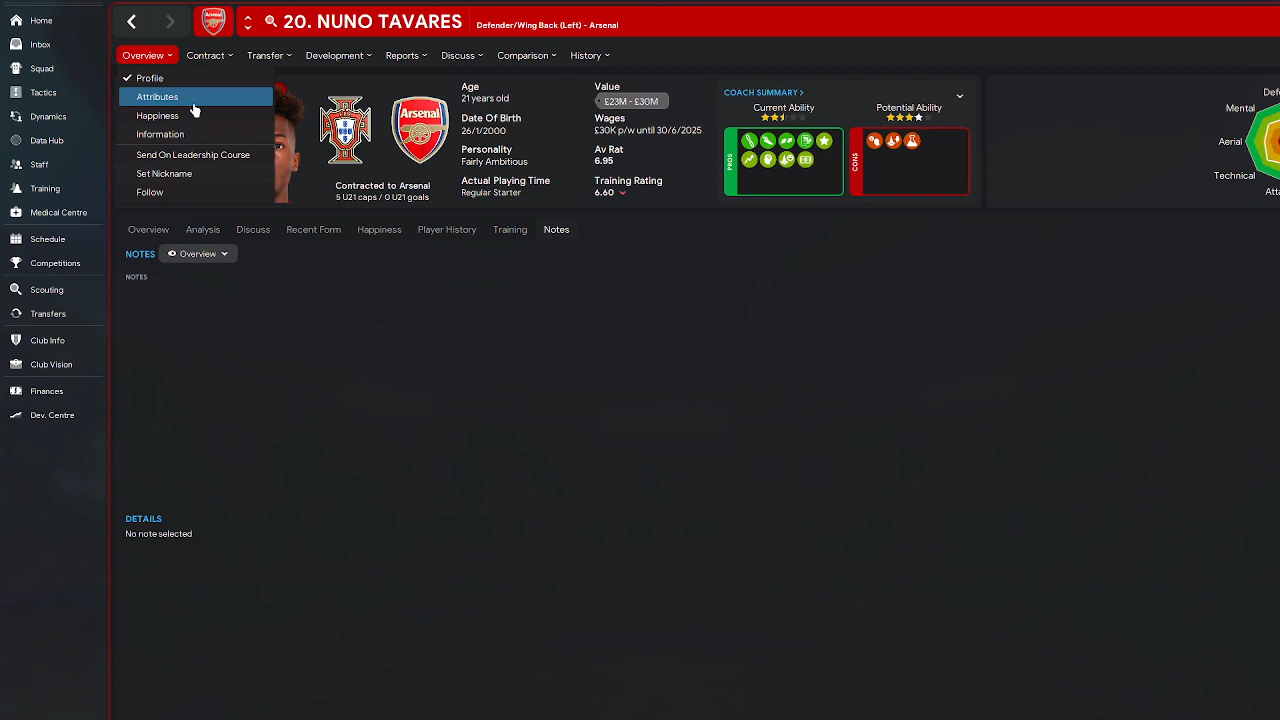 Home
Inbox
Squad
Tactics
Dynamics
Data Hub
Staff
Training
Medical Centre
Schedule
Competitions
Scouting
Transfers
Club Info
Club Vision
Finances
Dev. Centre
Arsenal
20. NUNO TAVARES
Defender/Wing Back (Left) - Arsenal
Overview Contract Transfer Development Reports Discuss Comparison History
Profile
Attributes
Happiness
Information
Send On Leadership Course
Set Nickname
Follow
Arsenal
Contracted to Arsenal
5 U21 caps / 0 U21 goals
Age
21 years old
Date Of Birth
26/1/2000
Personality
Fairly Ambitious
Actual Playing Time
Regular Starter
Value
£23M - £30M
Wages
£30K p/w until 30/6/2025
Av Rat
6.95
Training Rating
6.60
COACH SUMMARY >
Current Ability
Potential Ability
PROS
CONS
Defe
Mental
Aerial
Technical
Atta
Overview Analysis Discuss Recent Form Happiness Player History Training Notes
NOTES Overview
NOTES
DETAILS
No note selected